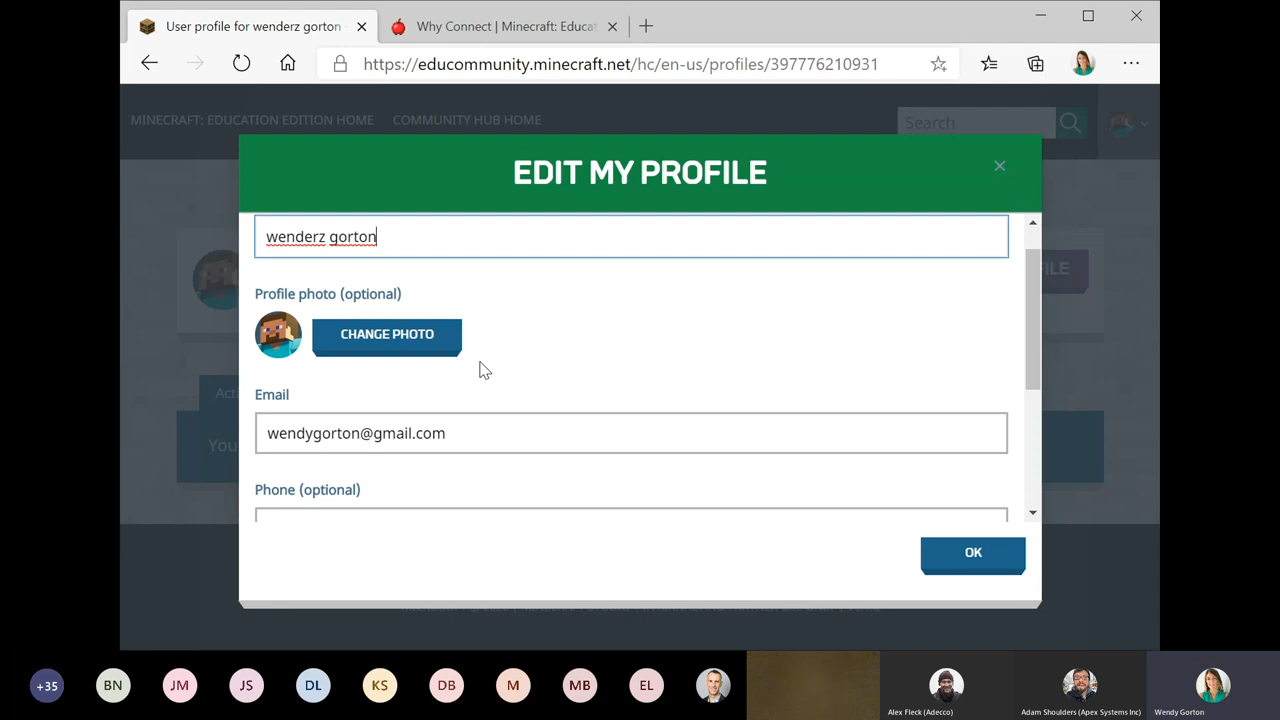 User profile for wenderz gorton
Why Connect | Minecraft: Educat
https://educommunity.minecraft.net/hc/en-us/profiles/397776210931
MINECRAFT: EDUCATION EDITION HOME
COMMUNITY HUB HOME
Search
EDIT MY PROFILE
wenderz gorton
Profile photo (optional)
CHANGE PHOTO
Email
wendygorton@gmail.com
Phone (optional)
OK
+35
BN
JM
JS
DL
KS
DB
M
MB
EL
Alex Fleck (Adecco)
Adam Shoulders (Apex Systems Inc)
Wendy Gorton